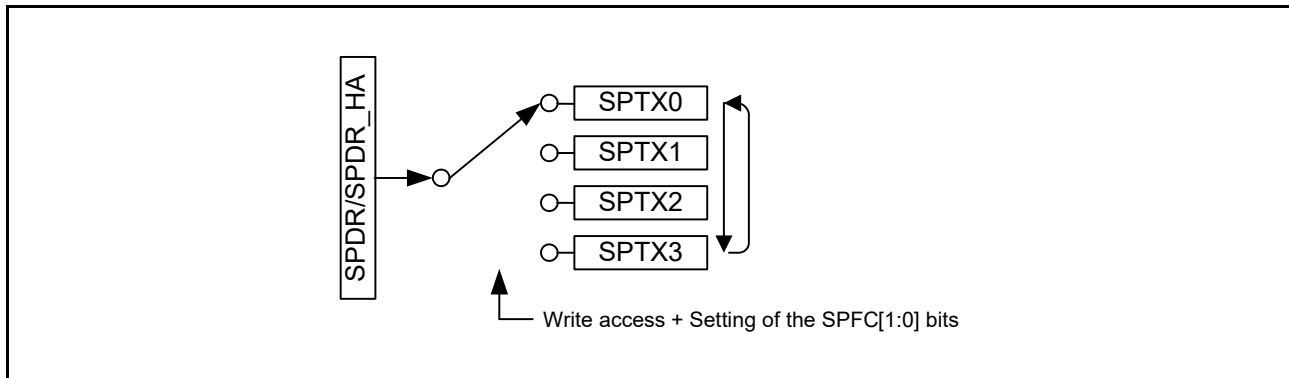 SPDR/SPDR_HA
SPTX0
SPTX1
SPTX2
SPTX3
Write access + Setting of the SPFC[1:0] bits